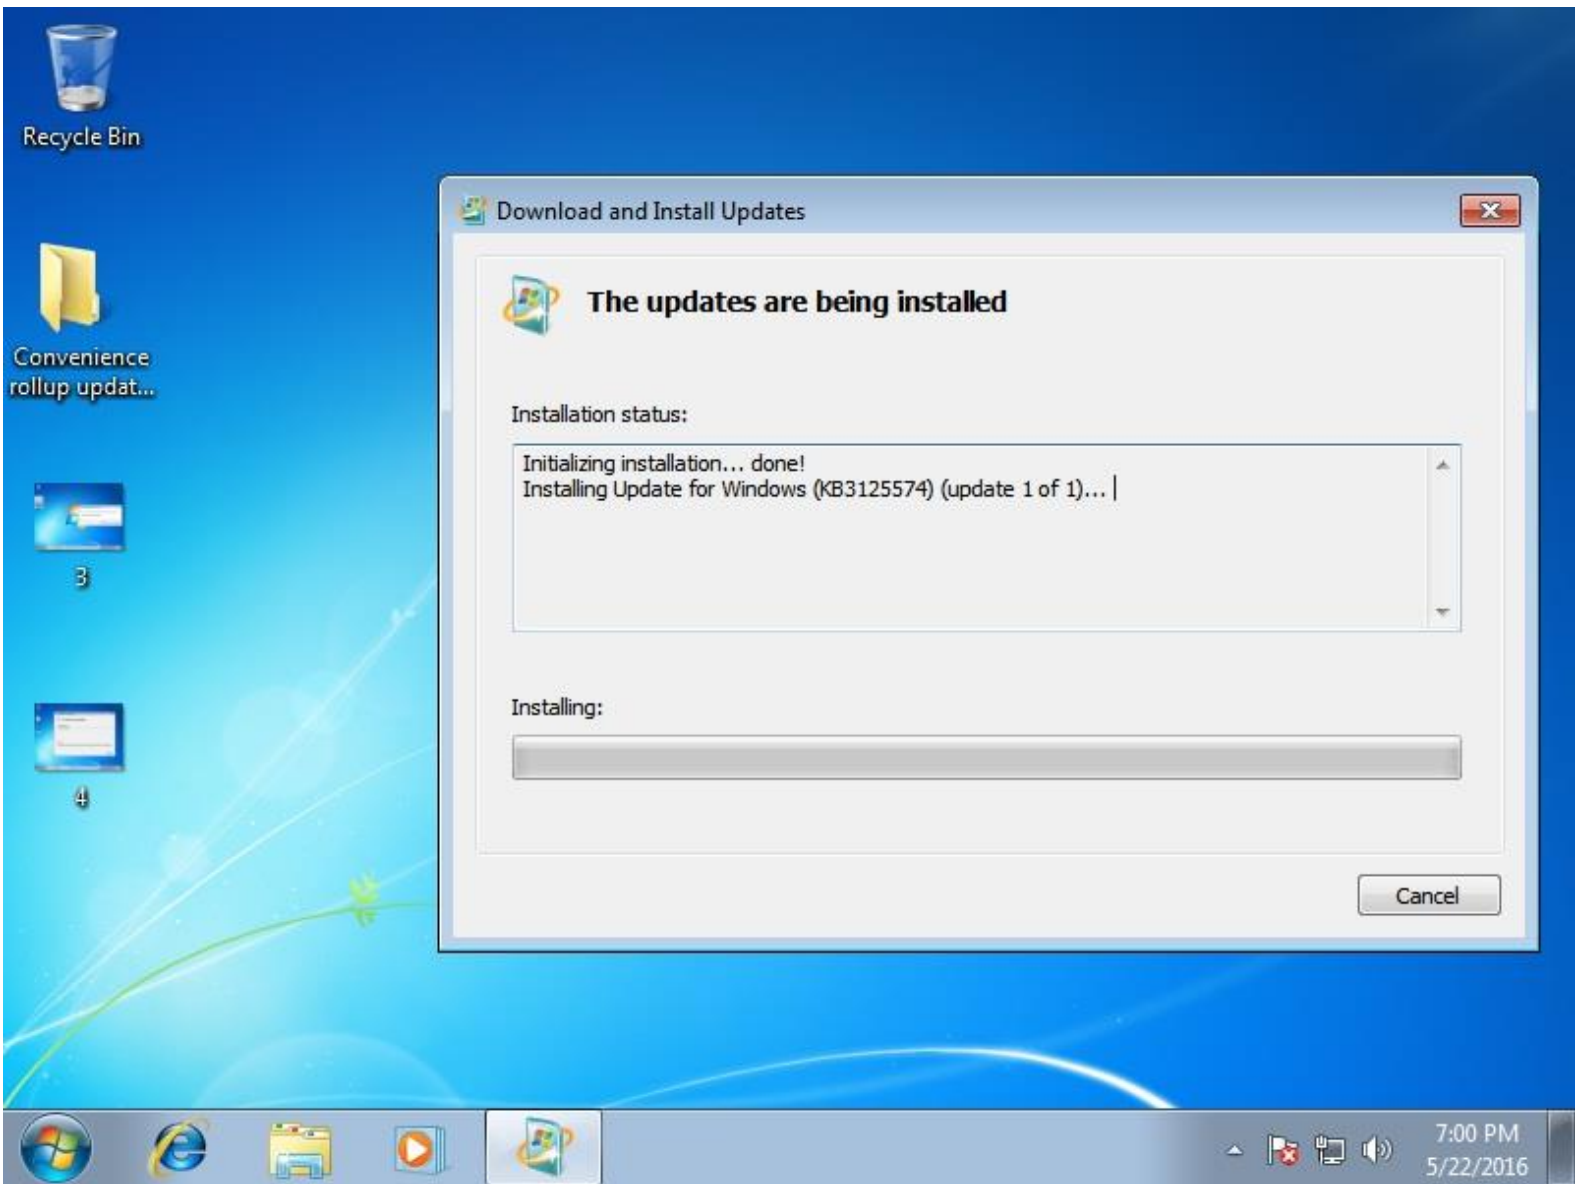 Recycle Bin
Convenience
rollup updat...
3
4
Download and Install Updates
The updates are being installed
Installation status:
Initializing installation... done!
Installing Update for Windows (KB3125574) (update 1 of 1)...
Installing:
Cancel
7:00 PM
5/22/2016